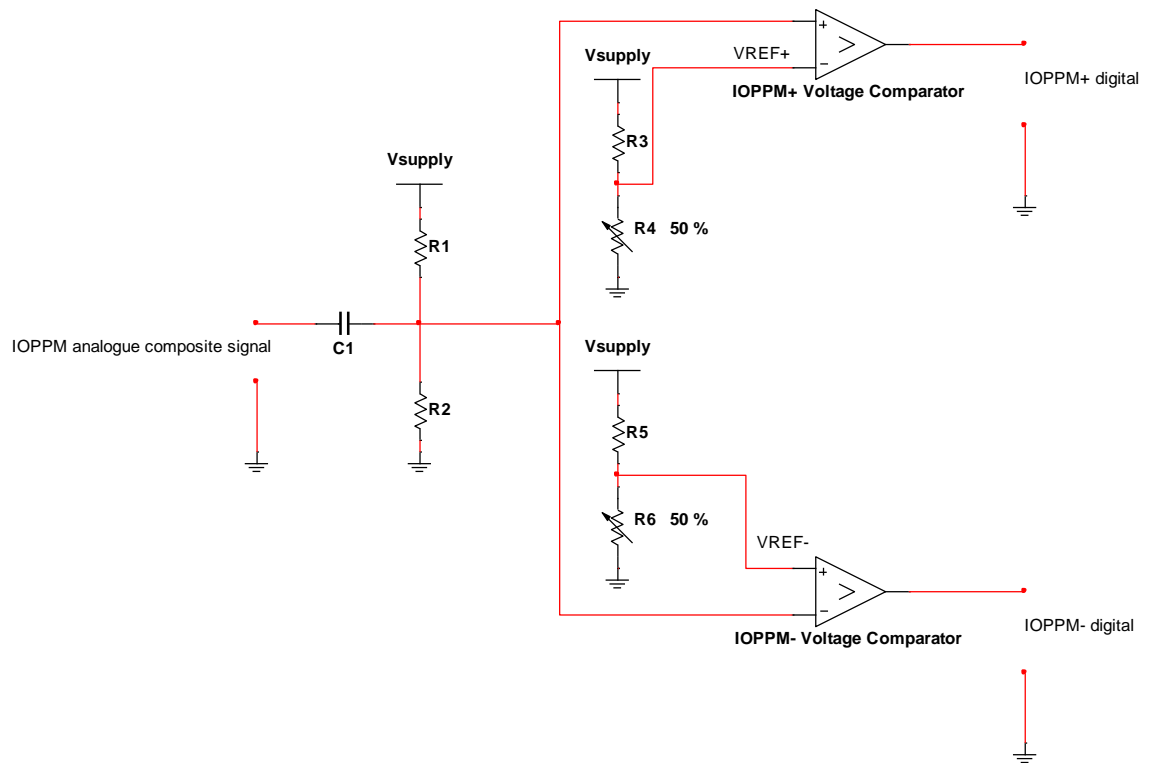 VREF+
+
−
IOPPM+ Voltage Comparator
IOPPM+ digital
Vsupply
R3
R4 50 %
Vsupply
R1
IOPPM analogue composite signal
C1
R2
Vsupply
R5
R6 50 %
VREF-
+
−
IOPPM- Voltage Comparator
IOPPM- digital